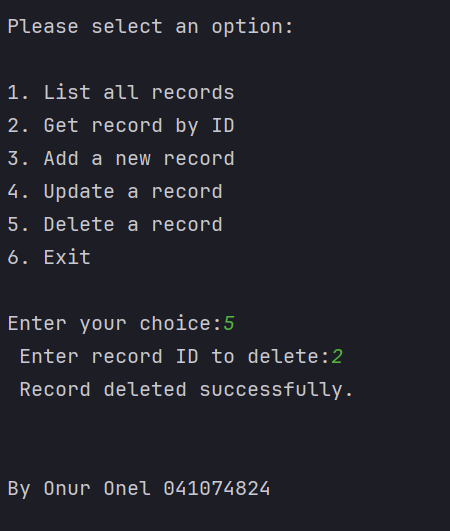 Please select an option:
1. List all records
2. Get record by ID
3. Add a new record
4. Update a record
5. Delete a record
6. Exit
Enter your choice:5
Enter record ID to delete:2
Record deleted successfully.
By Onur Onel 041074824